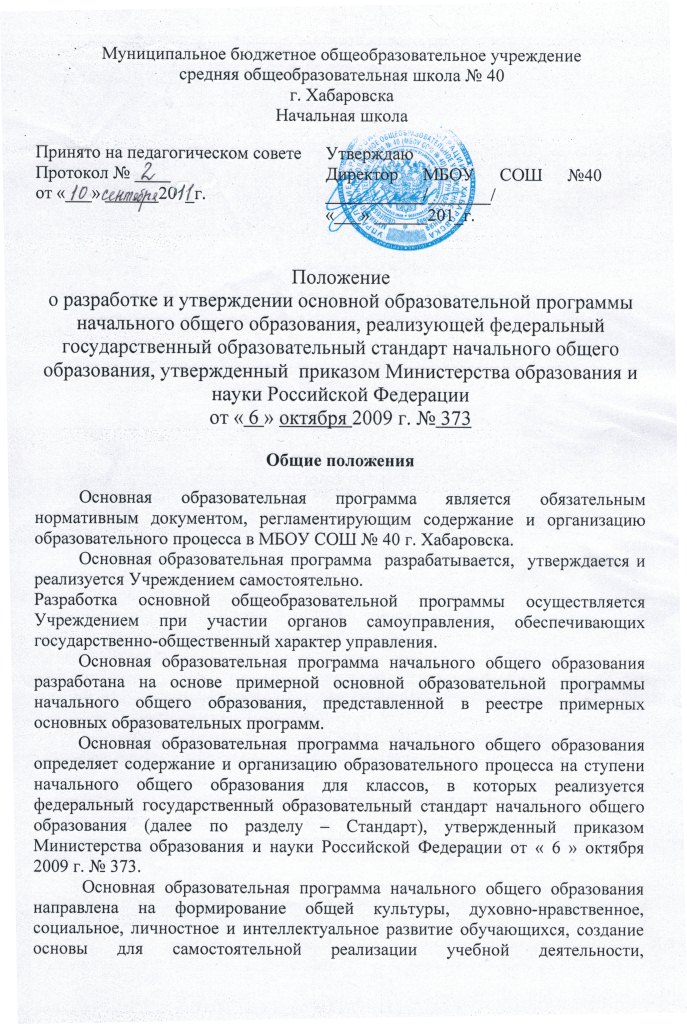 Муниципальное бюджетное общеобразовательное учреждение
средняя общеобразовательная школа № 40
г. Хабаровска
Начальная школа
Принято на педагогическом совете Утверждаю
Протокол № 2 Директор МБОУ СОШ №40
от « 10 » сентября 2011 г. /
« » 201 г.
Положение
о разработке и утверждении основной образовательной программы
начального общего образования, реализующей федеральный
государственный образовательный стандарт начального общего
образования, утвержденный приказом Министерства образования и
науки Российской Федерации
от « 6 » октября 2009 г. № 373
Общие положения
Основная образовательная программа является обязательным
нормативным документом, регламентирующим содержание и организацию
образовательного процесса в МБОУ СОШ № 40 г. Хабаровска.
Основная образовательная программа разрабатывается, утверждается и
реализуется Учреждением самостоятельно.
Разработка основной общеобразовательной программы осуществляется
Учреждением при участии органов самоуправления, обеспечивающих
государственно-общественный характер управления.
Основная образовательная программа начального общего образования
разработана на основе примерной основной образовательной программы
начального общего образования, представленной в реестре примерных
основных образовательных программ.
Основная образовательная программа начального общего образования
определяет содержание и организацию образовательного процесса на ступени
начального общего образования для классов, в которых реализуется
федеральный государственный образовательный стандарт начального общего
образования (далее по разделу – Стандарт), утвержденный приказом
Министерства образования и науки Российской Федерации от « 6 » октября
2009 г. № 373.
Основная образовательная программа начального общего образования
направлена на формирование общей культуры, духовно-нравственное,
социальное, личностное и интеллектуальное развитие обучающихся, создание
основы для самостоятельной реализации учебной деятельности,